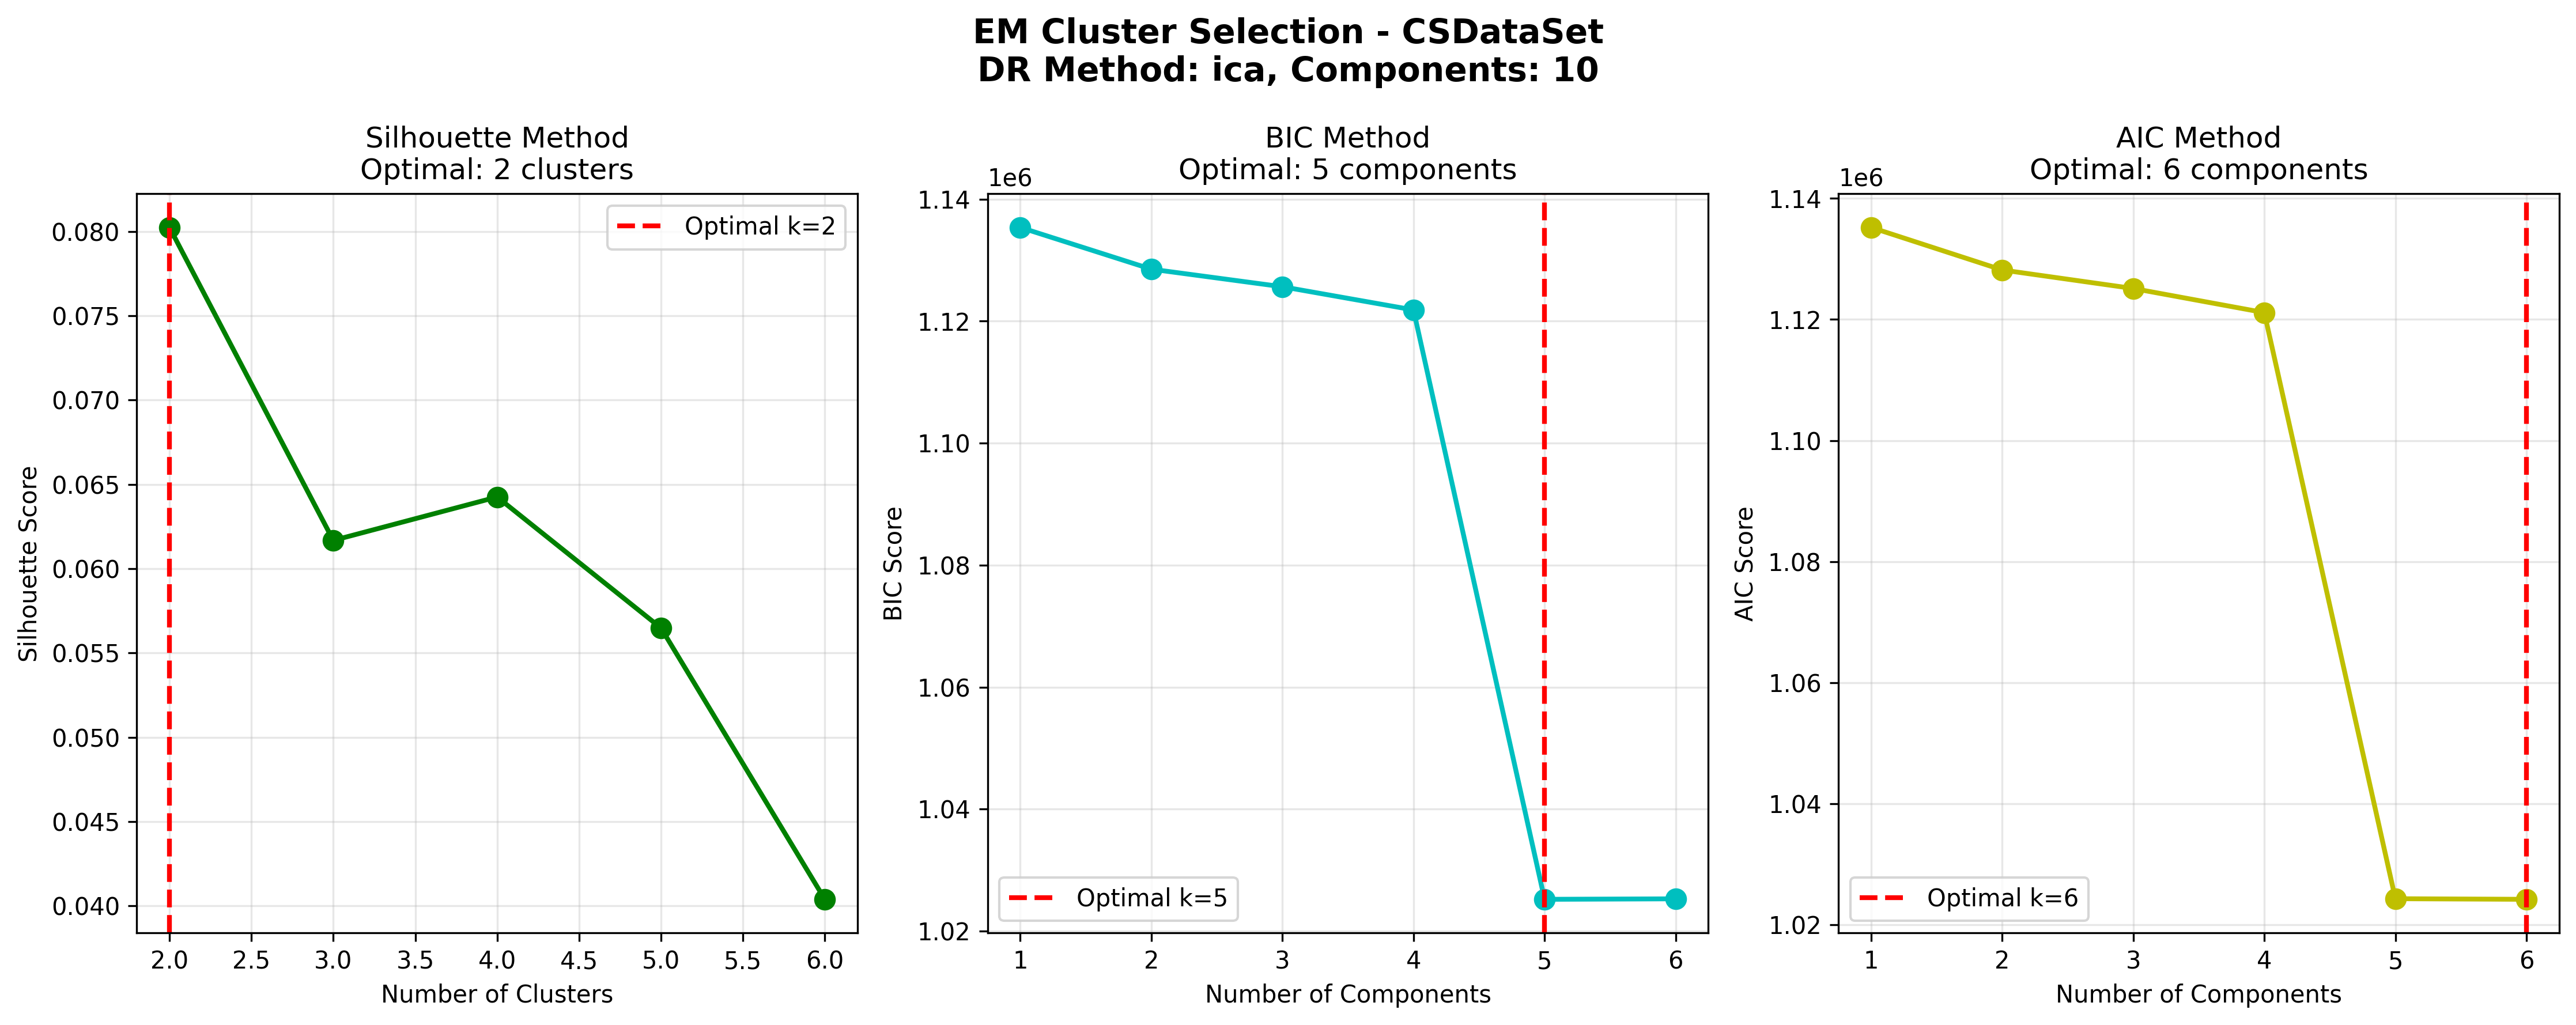 EM Cluster Selection - CSDataSet
DR Method: ica, Components: 10
Silhouette Method
Optimal: 2 clusters
0.080
0.075
0.070
0.065
0.060
0.055
0.050
0.045
0.040
Silhouette Score
Optimal k=2
2.0 2.5 3.0 3.5 4.0 4.5 5.0 5.5 6.0
Number of Clusters
BIC Method
Optimal: 5 components
1e6
1.14
1.12
1.10
1.08
1.06
1.04
1.02
BIC Score
Optimal k=5
1 2 3 4 5 6
Number of Components
AIC Method
Optimal: 6 components
1e6
1.14
1.12
1.10
1.08
1.06
1.04
1.02
AIC Score
Optimal k=6
1 2 3 4 5 6
Number of Components